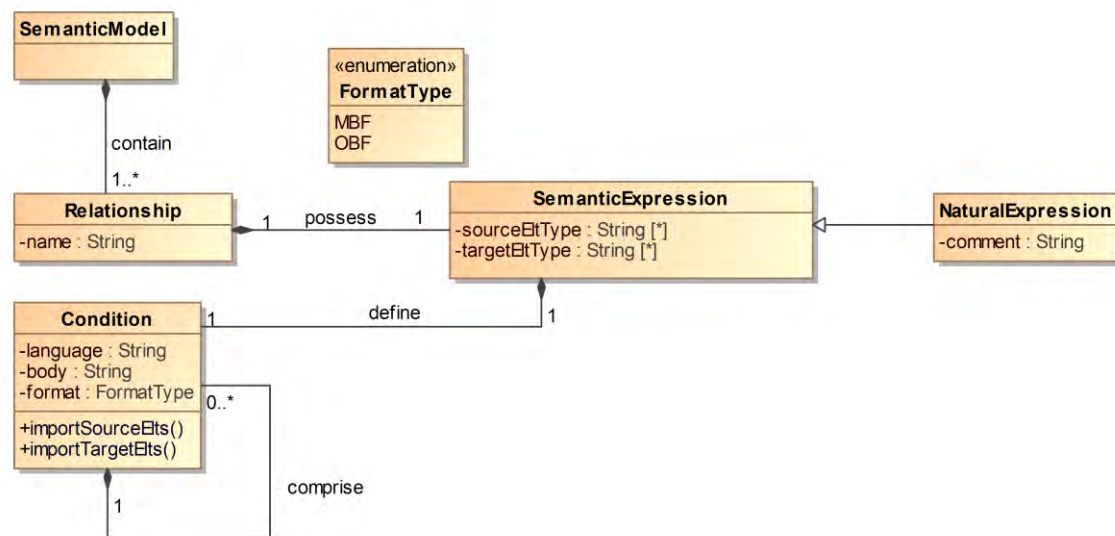 SemanticModel
«enumeration»
FormatType
MBF
OBF
contain
1..*
Relationship
-name : String
1
possess
1
SemanticExpression
-sourceEltType : String [*]
-targetEltType : String [*]
NaturalExpression
-comment : String
Condition
-language : String
-body : String
-format : FormatType
+importSourceElts()
+importTargetElts()
1
define
1
0..*
comprise
1